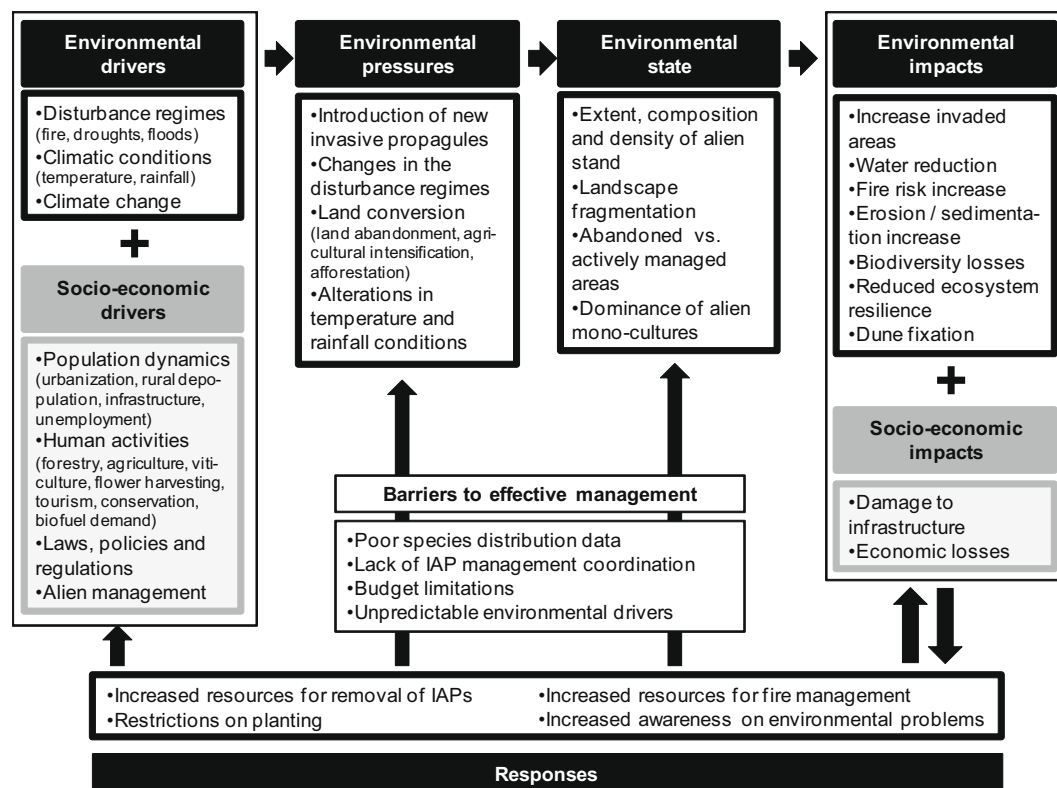 Environmental
drivers
•Disturbance regimes
(fire, droughts, floods)
•Climatic conditions
(temperature, rainfall)
•Climate change
+
Socio-economic
drivers
•Population dynamics
(urbanization, rural depo-
pulation, infrastructure,
unemployment)
•Human activities
(forestry, agriculture, viti-
culture, flower harvesting,
tourism, conservation,
biofuel demand)
•Laws, policies and
regulations
•Alien management
Environmental
pressures
•Introduction of new
invasive propagules
•Changes in the
disturbance regimes
•Land conversion
(land abandonment, agri-
cultural intensification,
afforestation)
•Alterations in
temperature and
rainfall conditions
Environmental
state
•Extent, composition
and density of alien
stand
•Landscape
fragmentation
•Abandoned vs.
actively managed
areas
•Dominance of alien
mono-cultures
Environmental
impacts
•Increase invaded
areas
•Water reduction
•Fire risk increase
•Erosion / sedimenta-
tion increase
•Biodiversity losses
•Reduced ecosystem
resilience
•Dune fixation
+
Socio-economic
impacts
•Damage to
infrastructure
•Economic losses
Barriers to effective management
•Poor species distribution data
•Lack of IAP management coordination
•Budget limitations
•Unpredictable environmental drivers
•Increased resources for removal of IAPs
•Restrictions on planting
•Increased resources for fire management
•Increased awareness on environmental problems
Responses